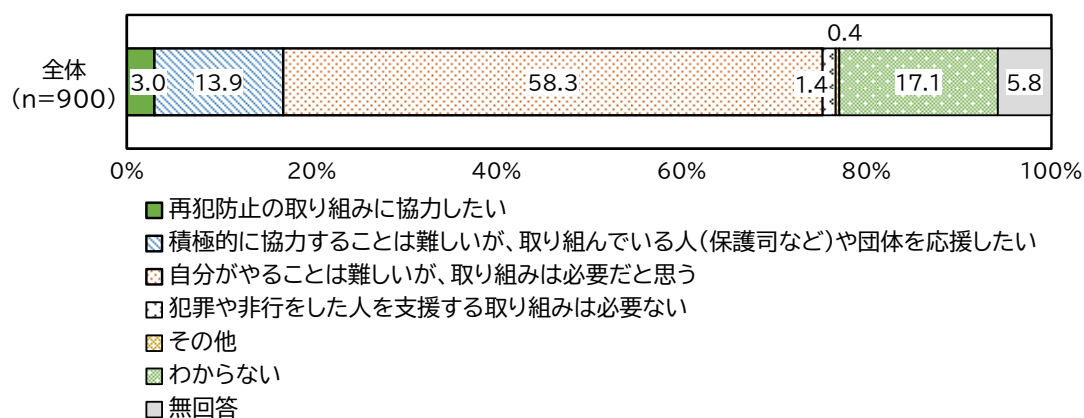 0.4
全体
(n=900)
3.0 13.9 58.3 1.4 17.1 5.8
0% 20% 40% 60% 80% 100%
再犯防止の取り組みに協力したい
積極的に協力することは難しいが、取り組んでいる人(保護司など)や団体を応援したい
自分がやることは難しいが、取り組みは必要だと思う
犯罪や非行をした人を支援する取り組みは必要ない
その他
わからない
無回答